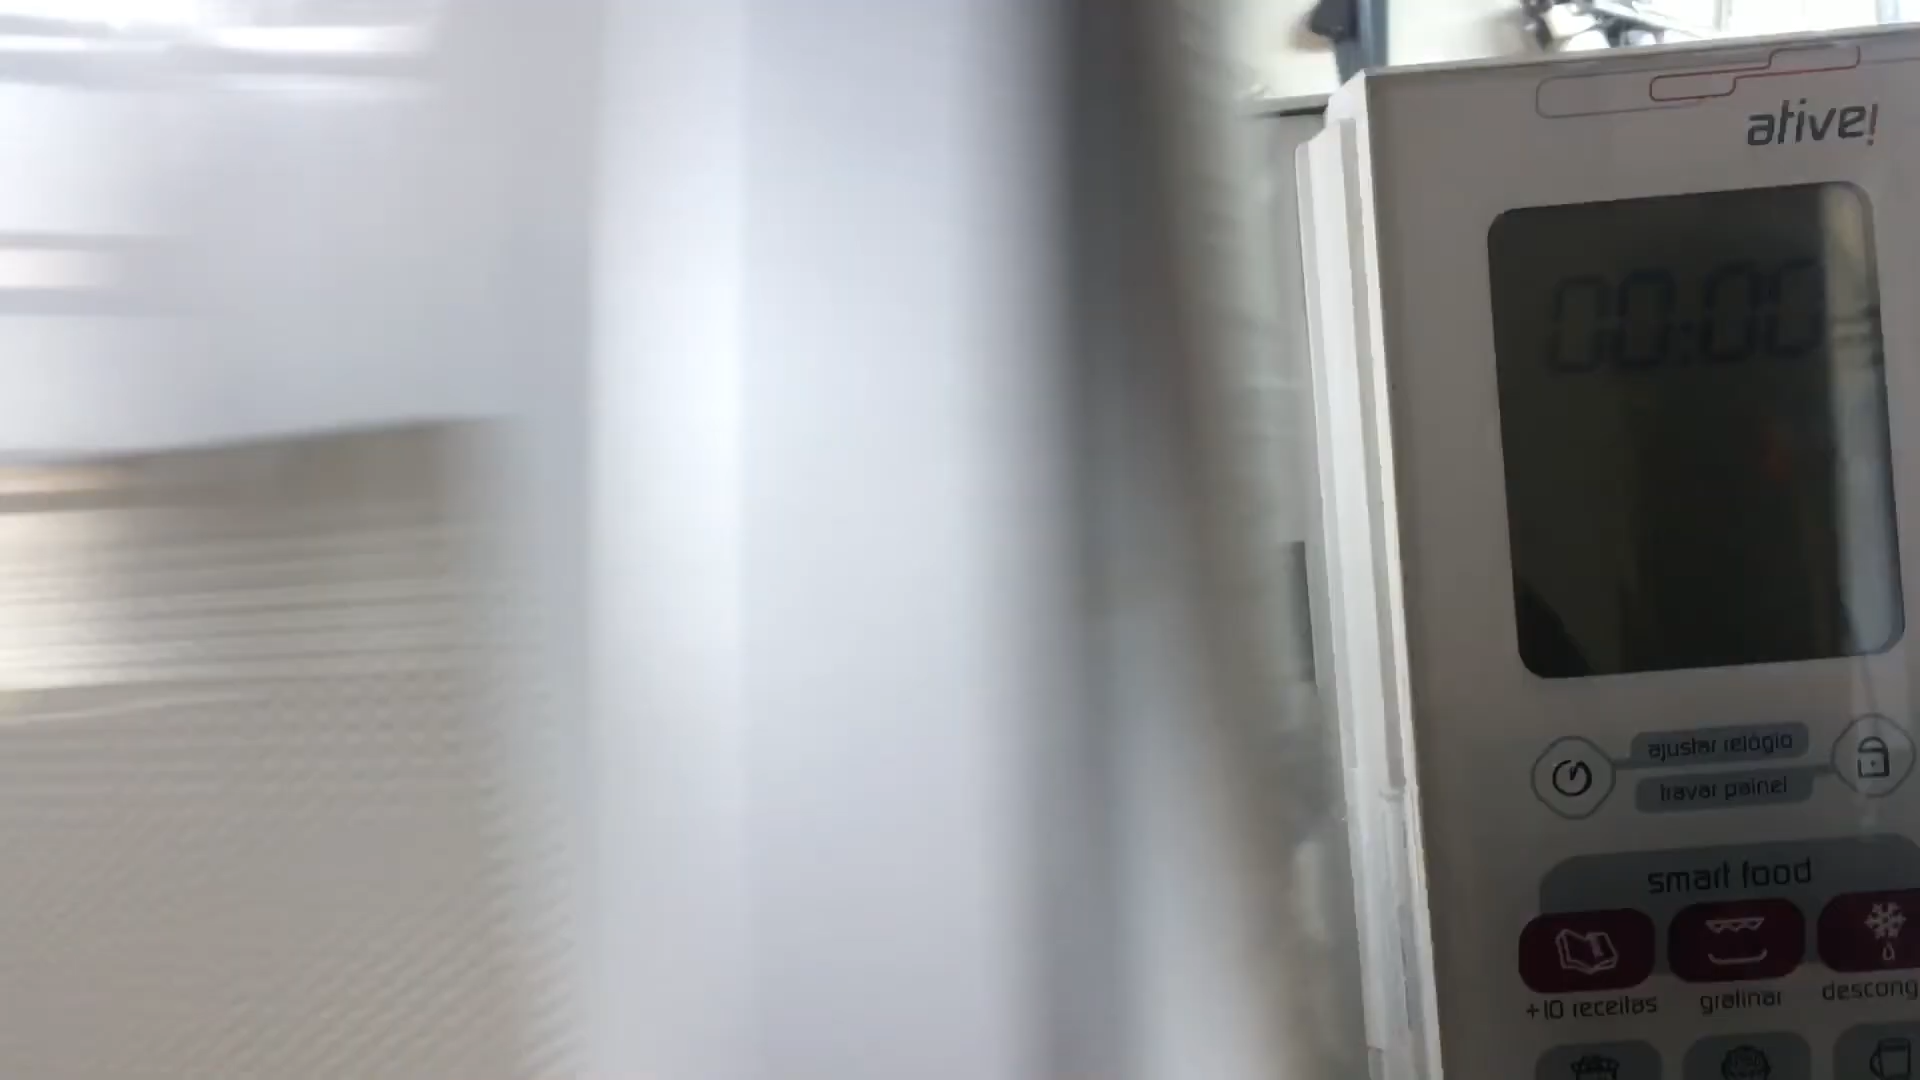 ative!
00:00
ajustar relógio
travar painel
smart food
+10 receitas
gratinar
descong